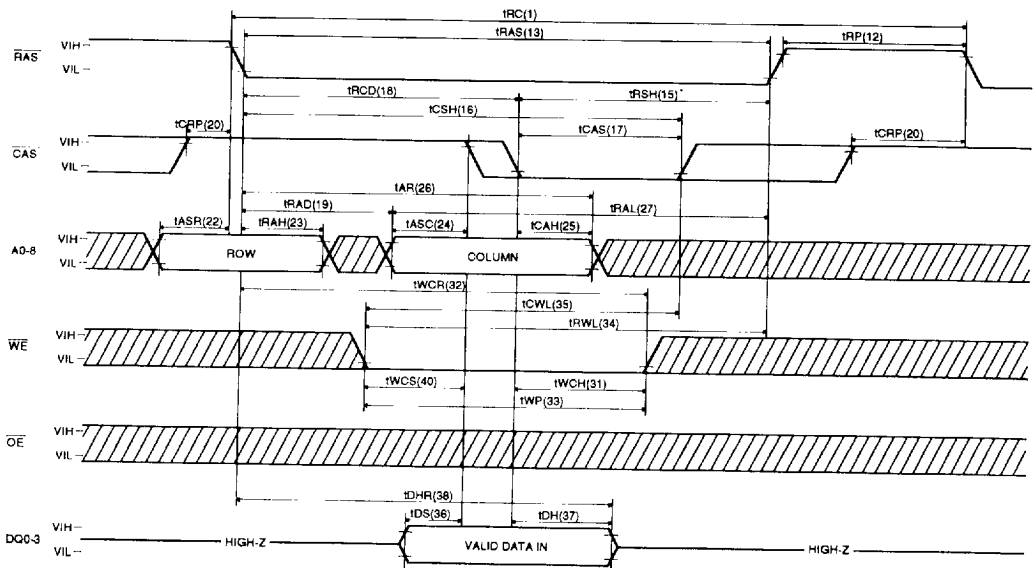 tRC(1)
tRAS(13)
tRP(12)
RAS
VIH
VIL
tRCD(18)
tRSH(15)
tCSH(16)
tCRP(20)
tCAS(17)
tCRP(20)
CAS
VIH
VIL
tAR(26)
tRAD(19)
tRAL(27)
tASR(22)
tRAH(23)
tASC(24)
tCAH(25)
A0-8
VIH
VIL
ROW
COLUMN
tWCR(32)
tCWL(35)
tRWL(34)
WE
VIH
VIL
tWCS(40)
tWCH(31)
tWP(33)
OE
VIH
VIL
tDHR(38)
tDS(36)
tDH(37)
DQ0-3
VIH
VIL
HIGH-Z
VALID DATA IN
HIGH-Z